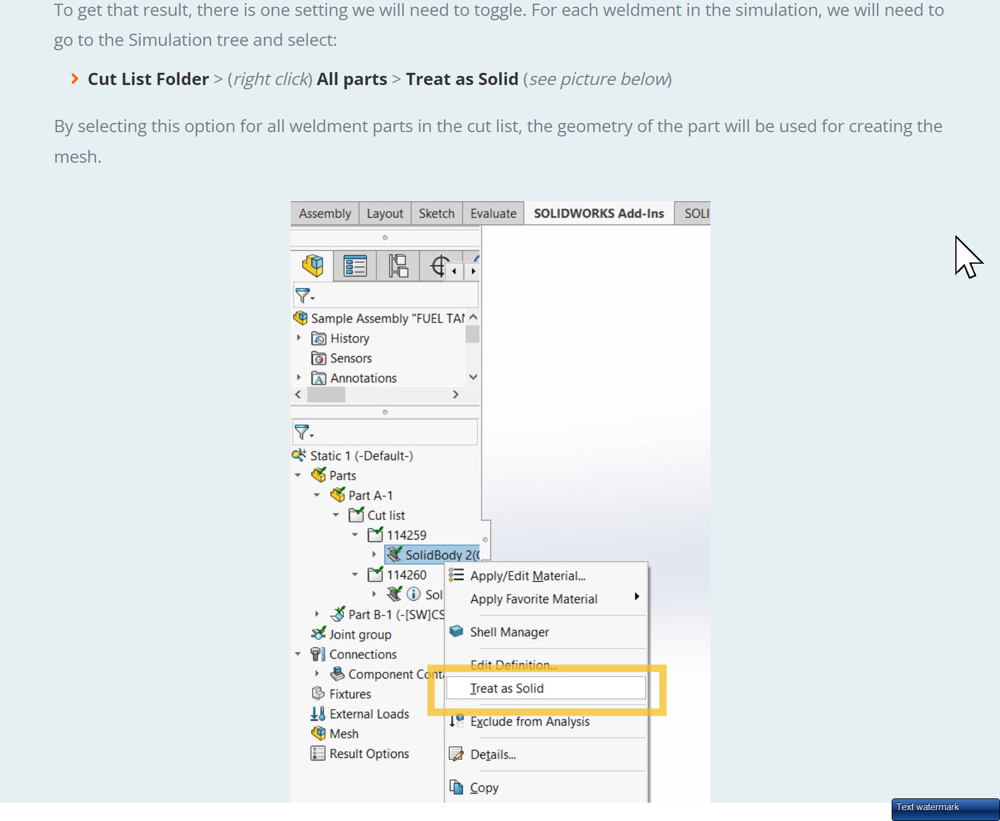 To get that result, there is one setting we will need to toggle. For each weldment in the simulation, we will need to
go to the Simulation tree and select:
Cut List Folder > (right click) All parts > Treat as Solid (see picture below)
By selecting this option for all weldment parts in the cut list, the geometry of the part will be used for creating the
mesh.
Assembly Layout Sketch Evaluate SOLIDWORKS Add-Ins SOLI
Sample Assembly "FUEL TAN
History
Sensors
Annotations
Static 1 (-Default-)
Parts
Part A-1
Cut list
114259
SolidBody 2(
114260
Sol
Part B-1 (-[SW]CS
Joint group
Connections
Component Conta
Fixtures
External Loads
Mesh
Result Options
Apply/Edit Material...
Apply Favorite Material
Shell Manager
Edit Definition...
Treat as Solid
Exclude from Analysis
Details...
Copy
Text watermark